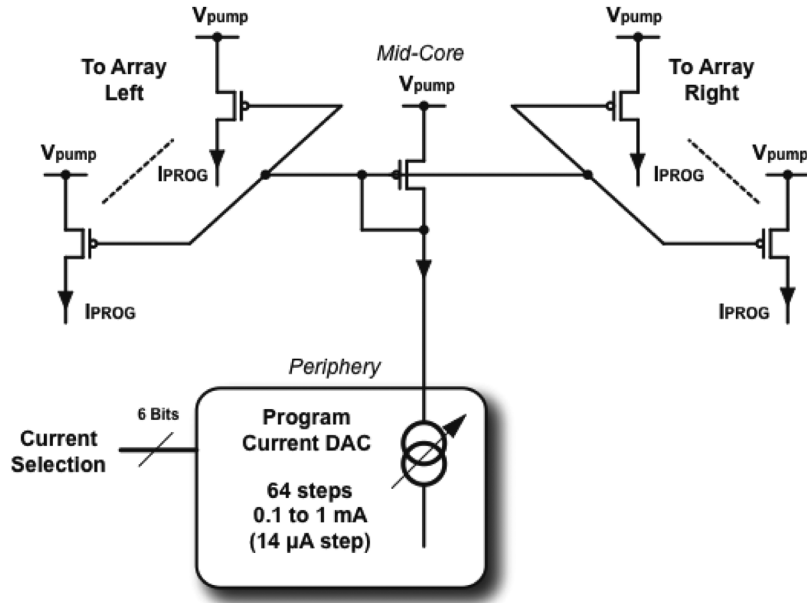 Vpump
Vpump
Mid-Core
To Array
Left
To Array
Right
Vpump
Vpump
Vpump
IPROG
IPROG
IPROG
IPROG
Periphery
6 Bits
Current
Selection
Program
Current DAC
64 steps
0.1 to 1 mA
(14 µA step)